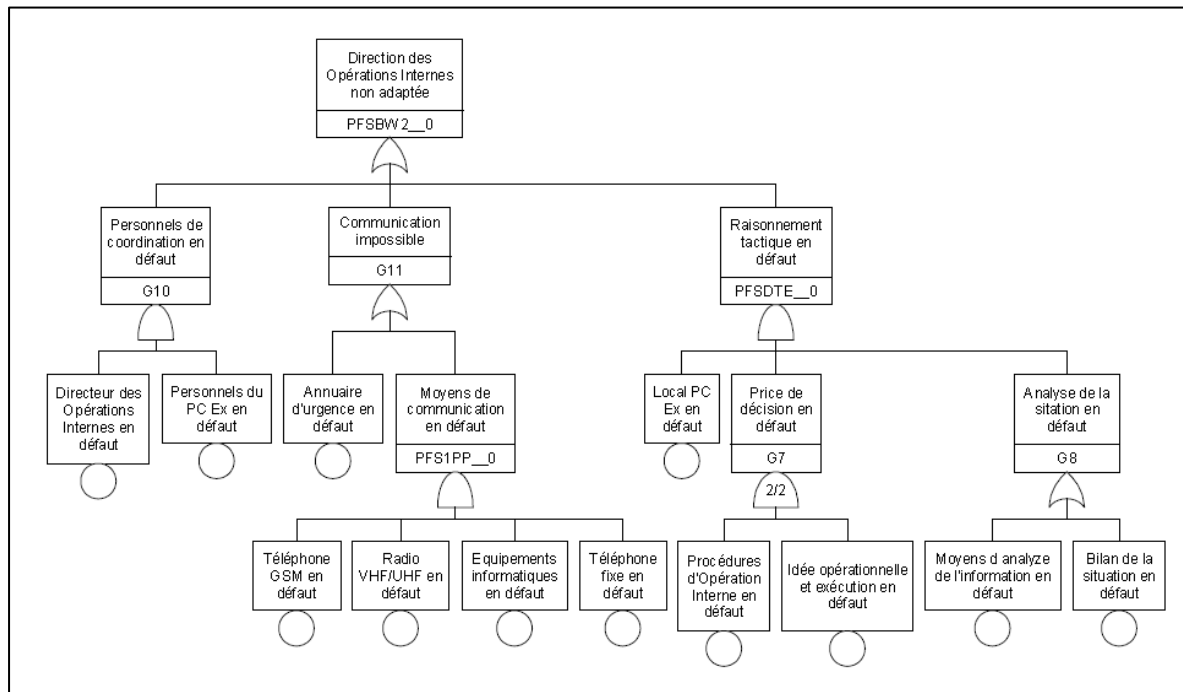 Direction des
Opérations Internes
non adaptée
PFSBW2__0
Personnels de
coordination en
défaut
G10
Communication
impossible
G11
Raisonnement
tactique en
défaut
PFSDTE__0
Directeur des
Opérations
Internes en défaut
Personnels du
PC Ex en
défaut
Annuaire
d'urgence en
défaut
Moyens de
communication
en défaut
PFS1PP__0
Local PC
Ex en
défaut
Price de
décision en
défaut
G7
2/2
Analyse de la
sitation en
défaut
G8
Téléphone
GSM en
défaut
Radio
VHF/UHF en
défaut
Equipements
informatiques
en défaut
Téléphone
fixe en
défaut
Procédures
d'Opération
Interne en
défaut
Idée opérationnelle
et exécution en
défaut
Moyens d analyze
de l'information en
défaut
Bilan de la
situation en
défaut